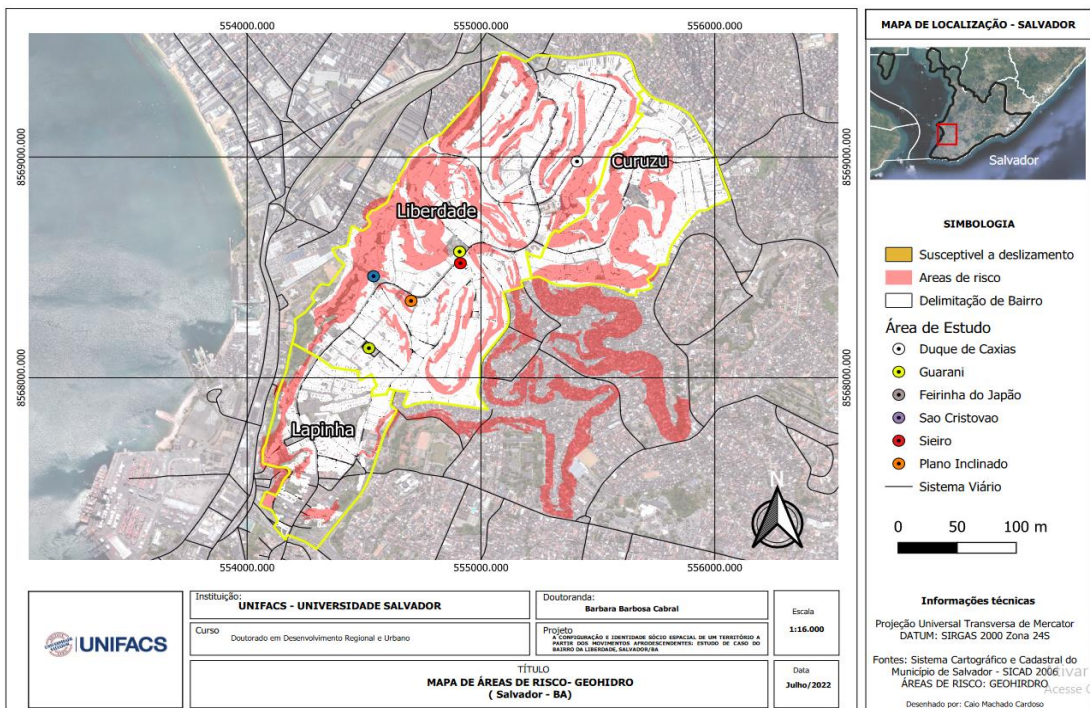 554000.000 555000.000 556000.000
8569000.000 8569000.000
Curuzu
Liberdade
8568000.000 8568000.000
Lapinha
N
554000.000 555000.000 556000.000
UNIFACS
Instituição:
UNIFACS - UNIVERSIDADE SALVADOR
Doutoranda:
Barbara Barbosa Cabral
Escala
1:16.000
Curso
Doutorado em Desenvolvimento Regional e Urbano
Projeto
A CONFIGURAÇÃO E IDENTIDADE SÓCIO ESPACIAL DE UM TERRITÓRIO A
PARTIR DOS MOVIMENTOS AFRODESCENDENTES: ESTUDO DE CASO DO
BAIRRO DA LIBERDADE, SALVADOR/BA
TÍTULO
MAPA DE ÁREAS DE RISCO- GEOHIDRO
( Salvador - BA)
Data
Julho/2022
MAPA DE LOCALIZAÇÃO - SALVADOR
Salvador
SIMBOLOGIA
Susceptivel a deslizamento
Areas de risco
Delimitação de Bairro
Área de Estudo
Duque de Caxias
Guarani
Feirinha do Japão
Sao Cristovao
Sieiro
Plano Inclinado
Sistema Viário
0 50 100 m
Informações técnicas
Projeção Universal Transversa de Mercator
DATUM: SIRGAS 2000 Zona 24S
Fontes: Sistema Cartográfico e Cadastral do
Município de Salvador - SICAD 2006
ÁREAS DE RISCO: GEOHIRDRO
Desenhado por: Caio Machado Cardoso